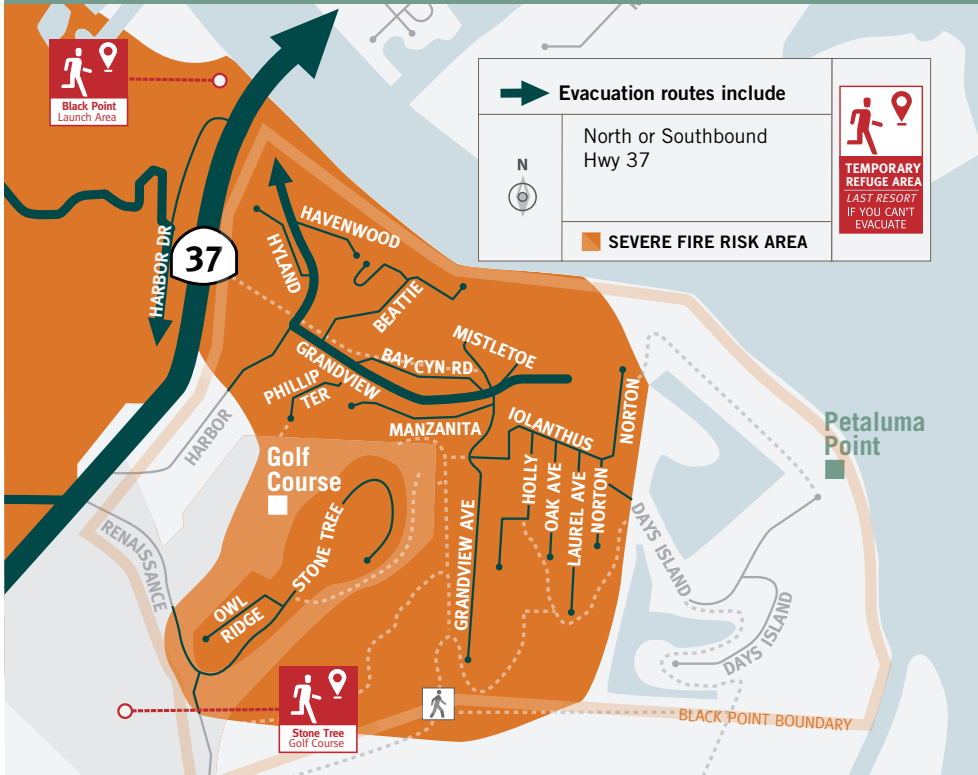 Black Point
Launch Area
Evacuation routes include
N
North or Southbound
Hwy 37
SEVERE FIRE RISK AREA
TEMPORARY
REFUGE AREA
LAST RESORT
IF YOU CAN'T
EVACUATE
HARBOR DR
37
HYLAND
HAVENWOOD
BEATTIE
MISTLETOE
BAY CYN RD
GRANDVIEW
PHILLIP
TER
MANZANITA
HARBOR
IOLANTHUS
NORTON
HOLLY
OAK AVE
LAUREL AVE
NORTON
Petaluma
Point
Golf
Course
STONE TREE
RENAISSANCE
OWL
RIDGE
GRANDVIEW AVE
DAYS ISLAND
DAYS ISLAND
BLACK POINT BOUNDARY
Stone Tree
Golf Course